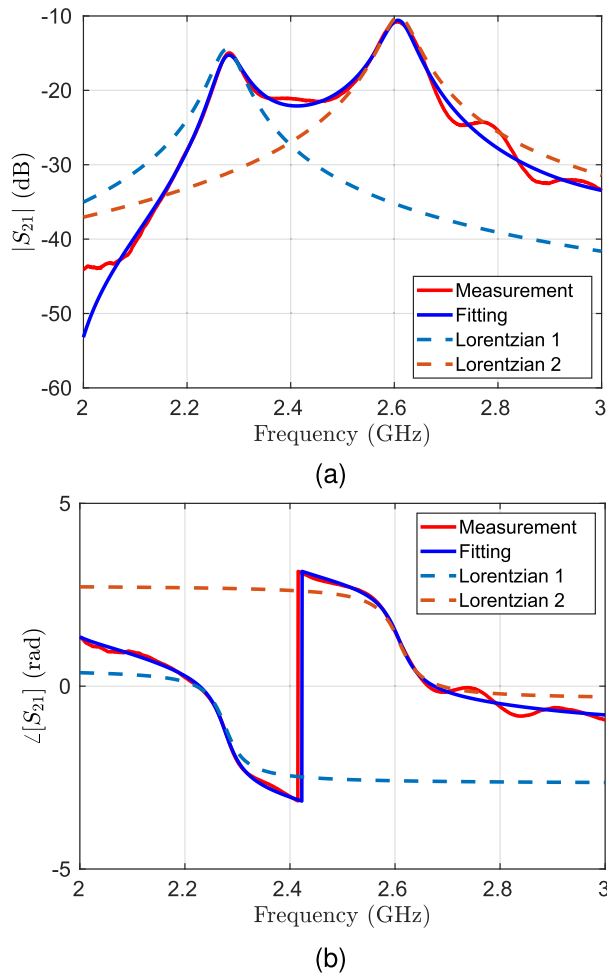 -10
-20
-30
-40
-50
-60
|S21| (dB)
Measurement
Fitting
Lorentzian 1
Lorentzian 2
2 2.2 2.4 2.6 2.8 3
Frequency (GHz)
(a)
5
0
-5
∠[S21] (rad)
Measurement
Fitting
Lorentzian 1
Lorentzian 2
2 2.2 2.4 2.6 2.8 3
Frequency (GHz)
(b)